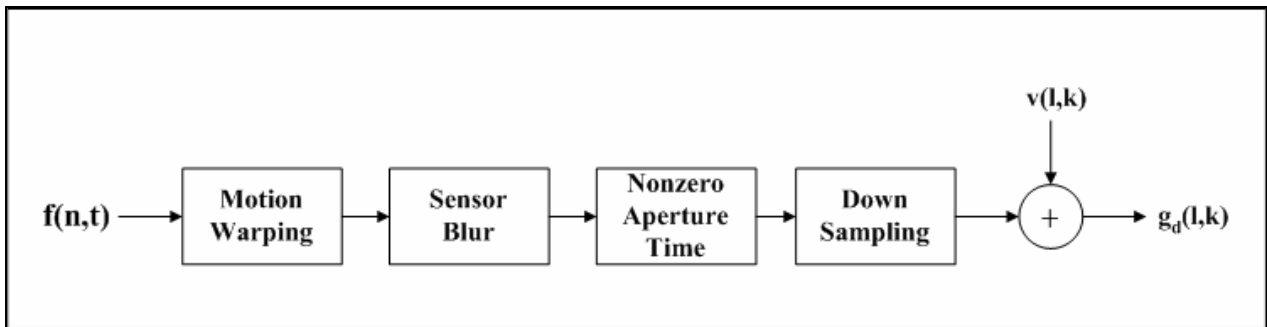 v(l,k)
f(n,t)
Motion
Warping
Sensor
Blur
Nonzero
Aperture
Time
Down
Sampling
+
g_d(l,k)